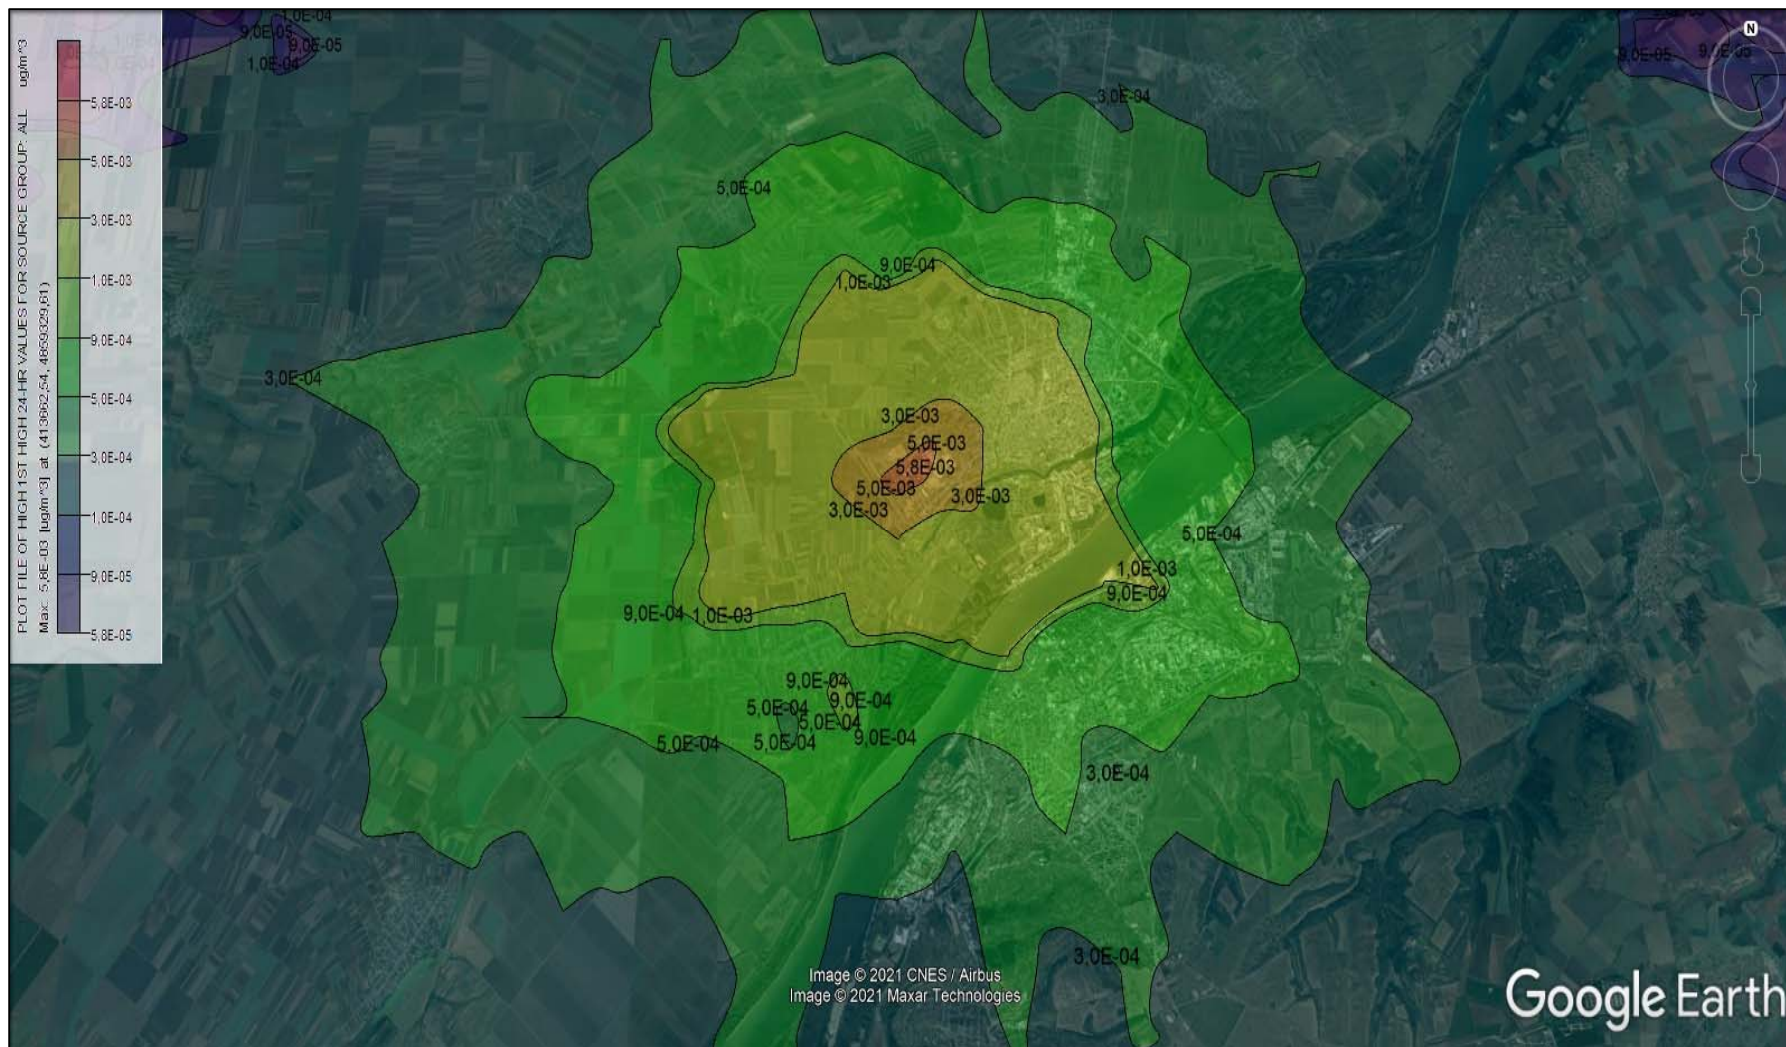 PLOT FILE OF HIGH 1ST HIGH 24-HR VALUES FOR SOURCE GROUP: ALL ug/m^3
Max: 5,8E-03 [ug/m^3] at (413662,54, 4859329,61)
5,8E-03
5,0E-03
3,0E-03
1,0E-03
9,0E-04
5,0E-04
3,0E-04
1,0E-04
9,0E-05
5,8E-05
1,0E-04
9,0E-05
9,0E-05
1,0E-04
9,0E-05
9,0E-05
N
3,0E-04
5,0E-04
9,0E-04
1,0E-03
3,0E-04
3,0E-03
5,0E-03
5,8E-03
5,0E-03
3,0E-03
3,0E-03
5,0E-04
1,0E-03
9,0E-04
9,0E-04
1,0E-03
9,0E-04
9,0E-04
5,0E-04
5,0E-04
9,0E-04
5,0E-04
5,0E-04
3,0E-04
3,0E-04
Image © 2021 CNES / Airbus
Image © 2021 Maxar Technologies
Google Earth